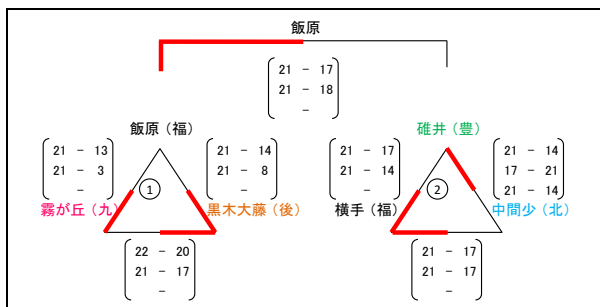 飯原
21 - 17
21 - 18
-
飯原（福）
碓井（豊）
21 - 13
21 - 3
-
21 - 14
21 - 8
-
21 - 17
21 - 14
-
21 - 14
17 - 21
21 - 14
①
②
霧が丘（九）
黒木大藤（後）
横手（福）
中間少（北）
22 - 20
21 - 17
-
21 - 17
21 - 17
-